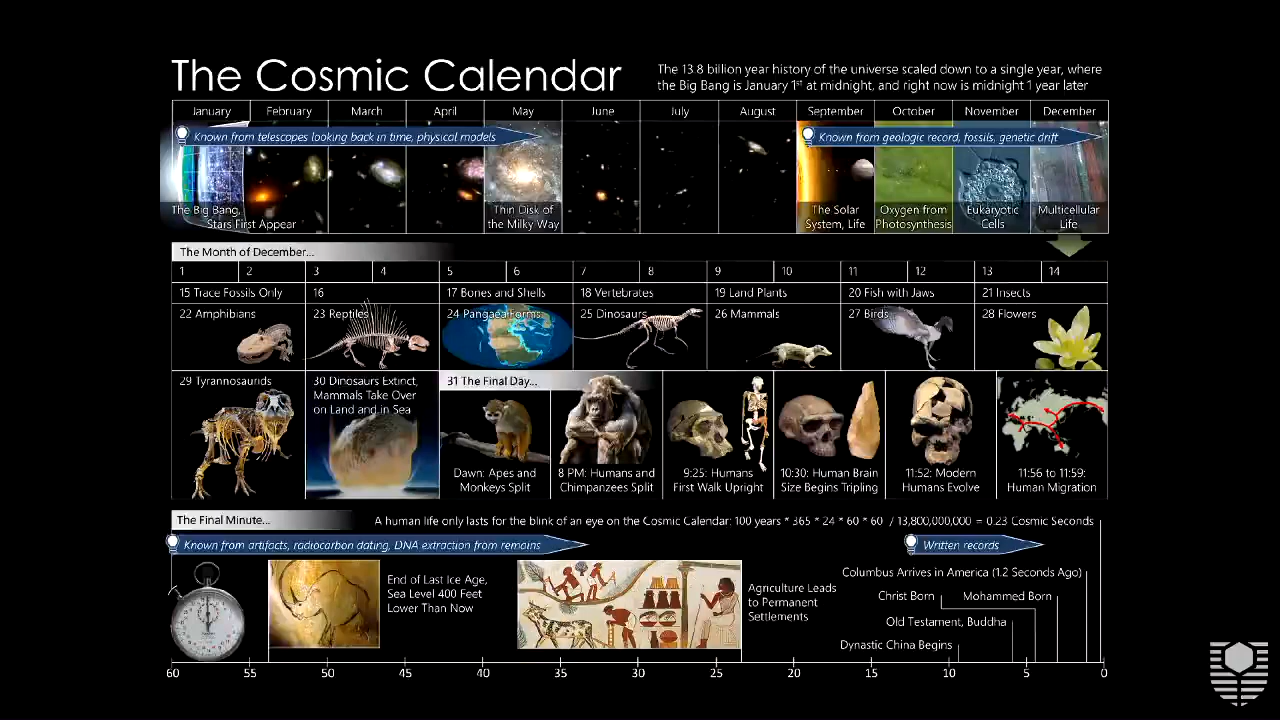 The Cosmic Calendar
The 13.8 billion year history of the universe scaled down to a single year, where
the Big Bang is January 1st at midnight, and right now is midnight 1 year later
January February March April May June July August September October November December
Known from telescopes looking back in time, physical models
Known from geologic record, fossils, genetic drift
The Big Bang,
Stars First Appear
Thin Disk of
the Milky Way
The Solar
System, Life
Oxygen from
Photosynthesis
Eukaryotic
Cells
Multicellular
Life
The Month of December...
1 2 3 4 5 6 7 8 9 10 11 12 13 14
15 Trace Fossils Only
16
17 Bones and Shells
18 Vertebrates
19 Land Plants
20 Fish with Jaws
21 Insects
22 Amphibians
23 Reptiles
24 Pangaea Forms
25 Dinosaurs
26 Mammals
27 Birds
28 Flowers
29 Tyrannosaurids
30 Dinosaurs Extinct,
Mammals Take Over
on Land and in Sea
31 The Final Day...
Dawn: Apes and
Monkeys Split
8 PM: Humans and
Chimpanzees Split
9:25: Humans
First Walk Upright
10:30: Human Brain
Size Begins Tripling
11:52: Modern
Humans Evolve
11:56 to 11:59:
Human Migration
The Final Minute...
A human life only lasts for the blink of an eye on the Cosmic Calendar: 100 years * 365 * 24 * 60 * 60 / 13,800,000,000 = 0.23 Cosmic Seconds
Known from artifacts, radiocarbon dating, DNA extraction from remains
Written records
End of Last Ice Age,
Sea Level 400 Feet
Lower Than Now
Agriculture Leads
to Permanent
Settlements
Columbus Arrives in America (1.2 Seconds Ago)
Christ Born
Mohammed Born
Old Testament, Buddha
Dynastic China Begins
60 55 50 45 40 35 30 25 20 15 10 5 0